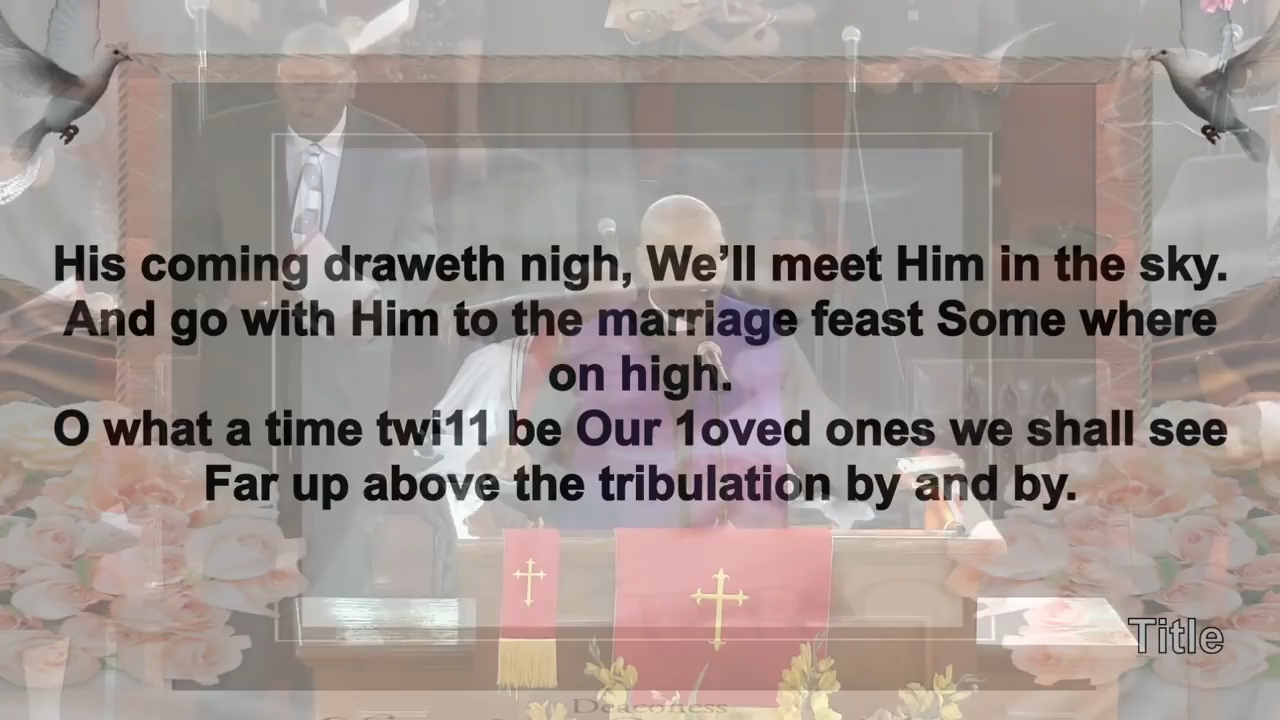 His coming draweth nigh, We’ll meet Him in the sky.
And go with Him to the marriage feast Some where
on high.
O what a time twi11 be Our 1oved ones we shall see
Far up above the tribulation by and by.
Title
Deaconess